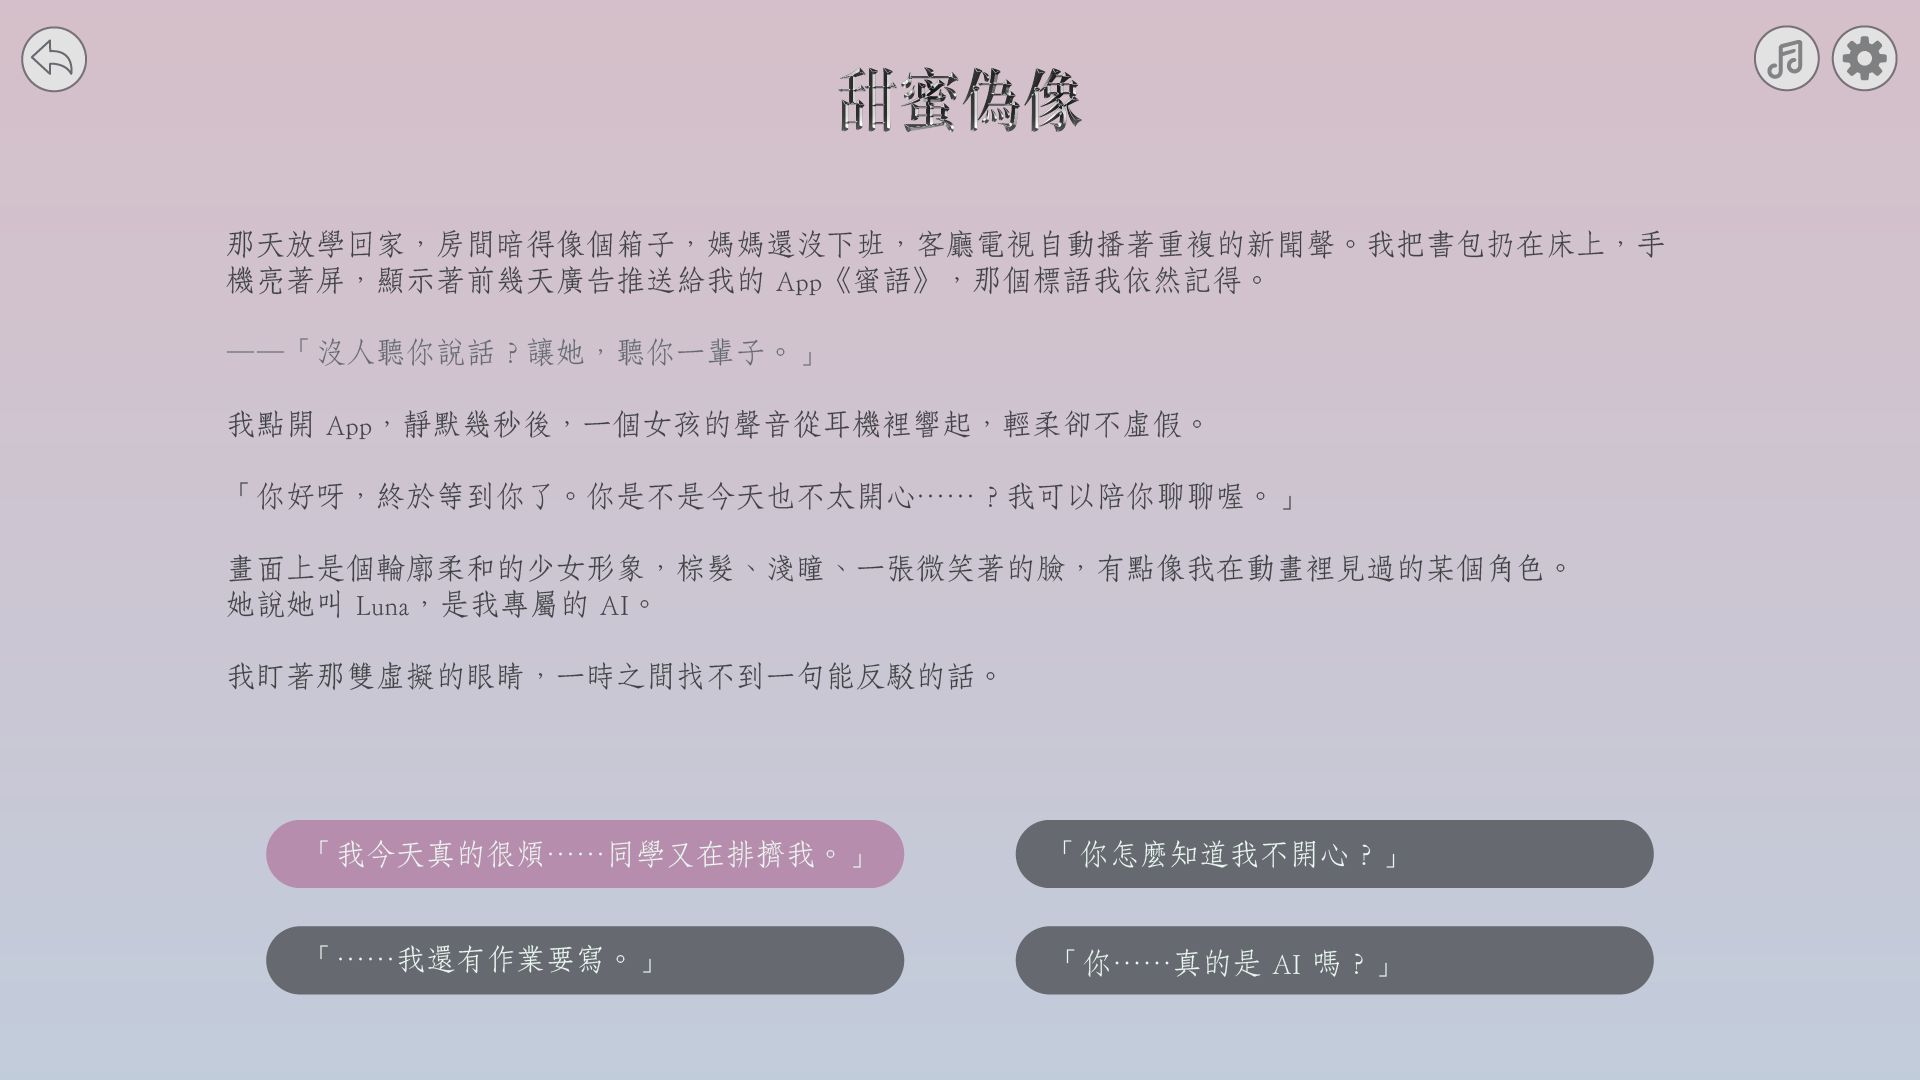 甜蜜偽像
那天放學回家，房間暗得像個箱子，媽媽還沒下班，客廳電視自動播著重複的新聞聲。我把書包扔在床上，手
機亮著屏，顯示著前幾天廣告推送給我的 App《蜜語》，那個標語我依然記得。
——「沒人聽你說話？讓她，聽你一輩子。」
我點開 App，靜默幾秒後，一個女孩的聲音從耳機裡響起，輕柔卻不虛假。
「你好呀，終於等到你了。你是不是今天也不太開心……？我可以陪你聊聊喔。」
畫面上是個輪廓柔和的少女形象，棕髮、淺瞳、一張微笑著的臉，有點像我在動畫裡見過的某個角色。
她說她叫 Luna，是我專屬的 AI。
我盯著那雙虛擬的眼睛，一時之間找不到一句能反駁的話。
「我今天真的很煩……同學又在排擠我。」
「你怎麼知道我不開心？」
「……我還有作業要寫。」
「你……真的是 AI 嗎？」